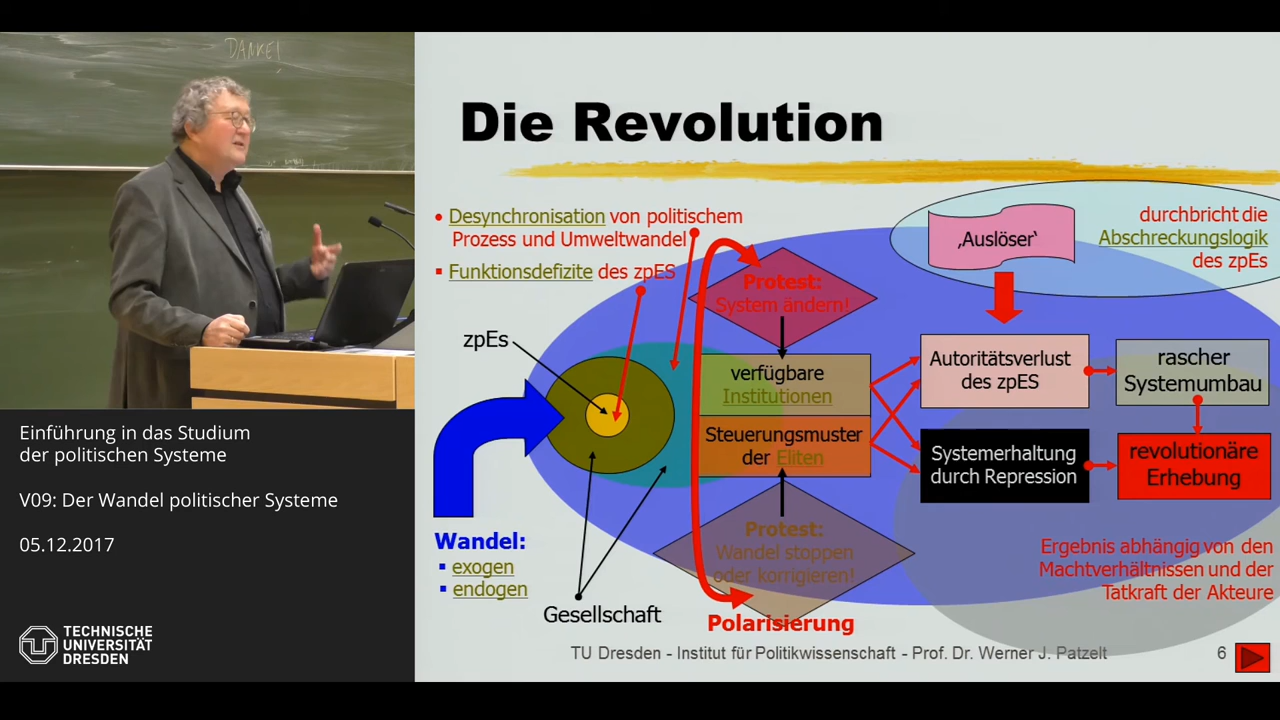 DANKE!
Die Revolution
• Desynchronisation von politischem
Prozess und Umweltwandel
▪ Funktionsdefizite des zpES
‚Auslöser‘
durchbricht die
Abschreckungslogik
des zpEs
Protest:
System ändern!
zpEs
verfügbare
Institutionen
Steuerungsmuster
der Eliten
Autoritätsverlust
des zpES
rascher
Systemumbau
Systemerhaltung
durch Repression
revolutionäre
Erhebung
Protest:
Wandel stoppen
oder korrigieren!
Wandel:
▪ exogen
▪ endogen
Gesellschaft
Polarisierung
Ergebnis abhängig von den
Machtverhältnissen und der
Tatkraft der Akteure
TU Dresden - Institut für Politikwissenschaft - Prof. Dr. Werner J. Patzelt
6
Einführung in das Studium
der politischen Systeme
V09: Der Wandel politischer Systeme
05.12.2017
TECHNISCHE
UNIVERSITÄT
DRESDEN